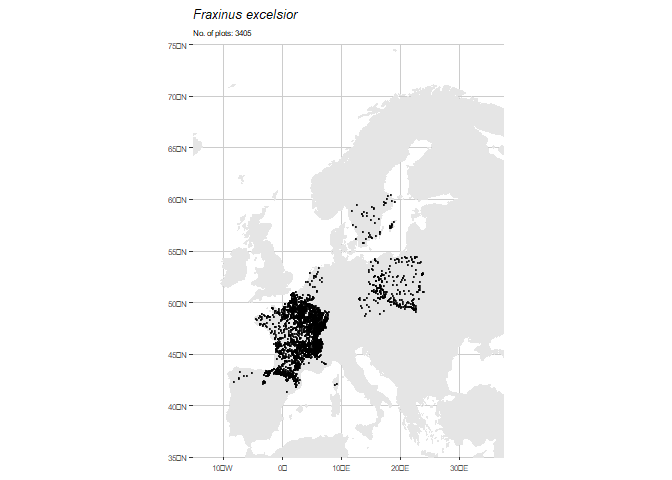 Fraxinus excelsior
No. of plots: 3405
75□N
70□N
65□N
60□N
55□N
50□N
45□N
40□N
35□N
10□W 0□ 10□E 20□E 30□E